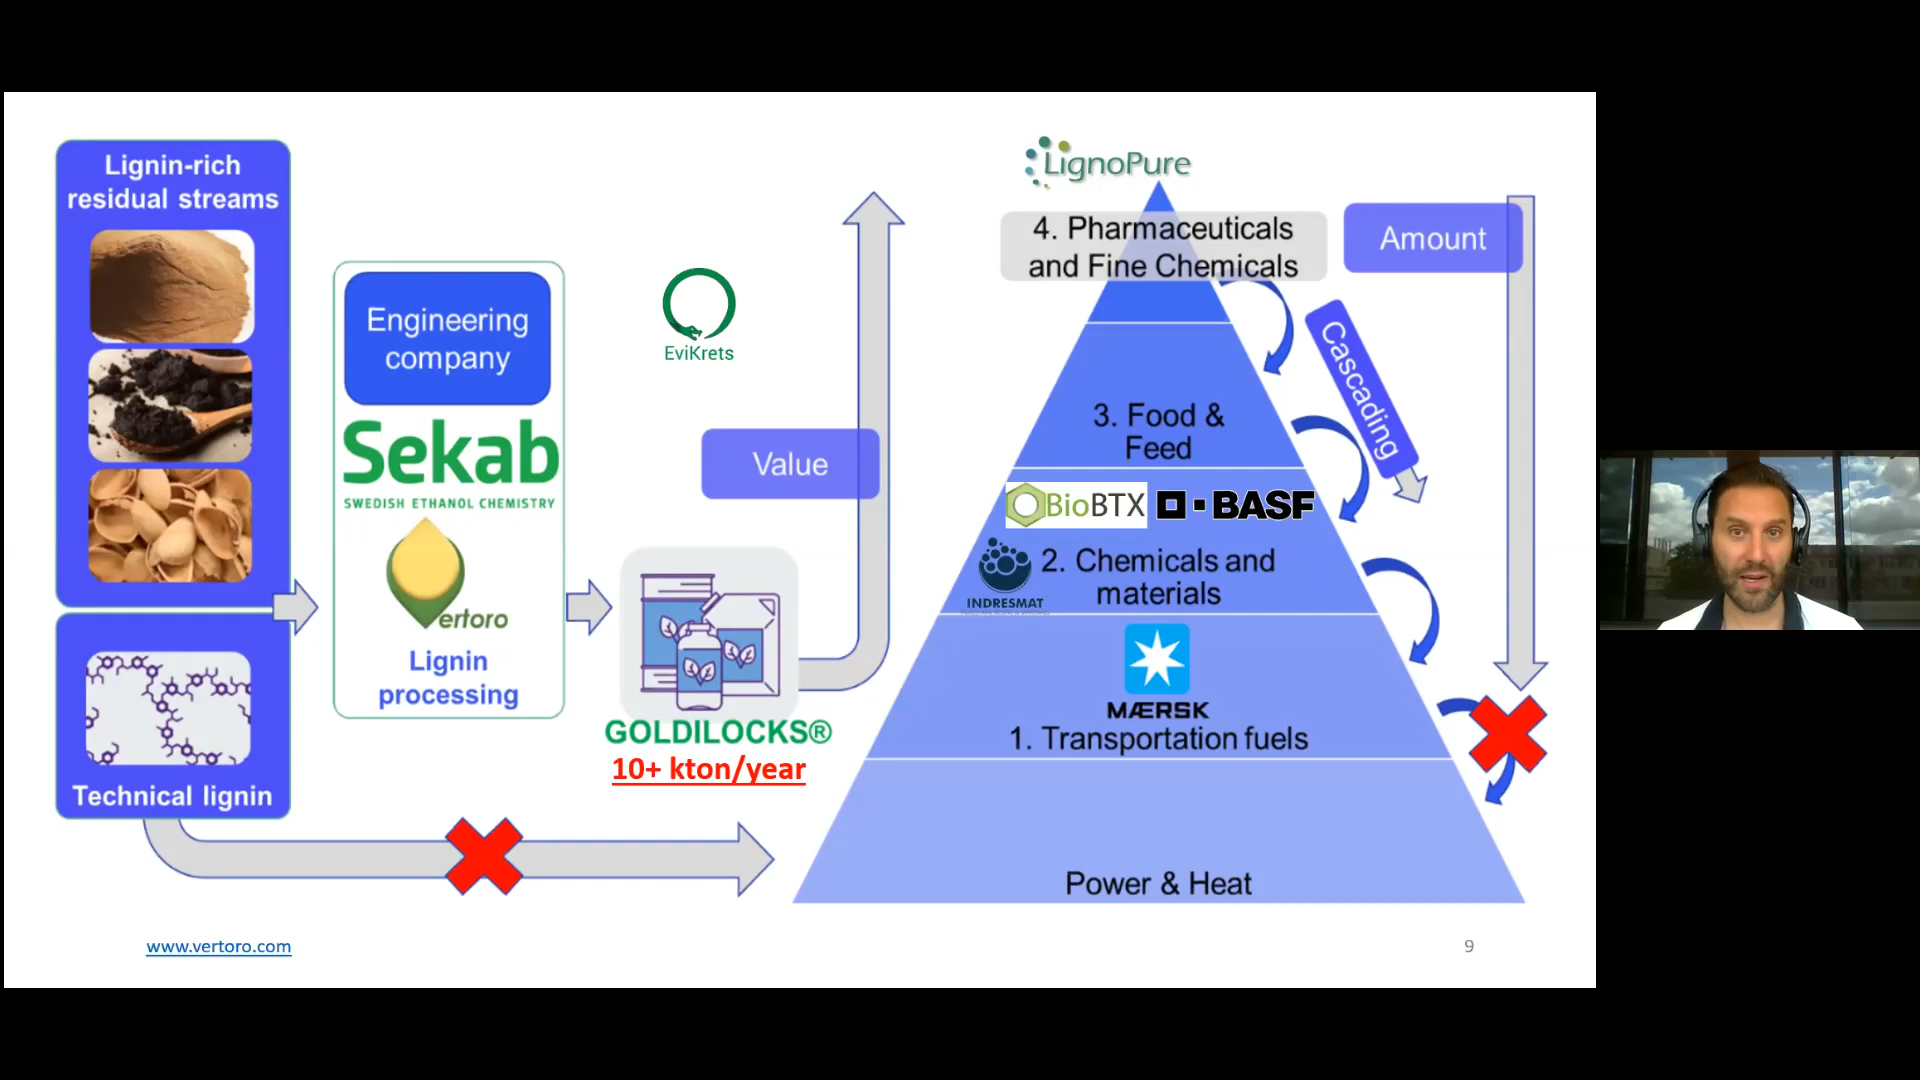 Lignin-rich
residual streams
Technical lignin
Engineering
company
Sekab
SWEDISH ETHANOL CHEMISTRY
ertoro
Lignin
processing
EviKrets
Value
GOLDILOCKS®
10+ kton/year
LignoPure
4. Pharmaceuticals
and Fine Chemicals
Amount
Cascading
3. Food &
Feed
BioBTX
BASF
INDRESMAT
2. Chemicals and
materials
MÆRSK
1. Transportation fuels
Power & Heat
www.vertoro.com
9